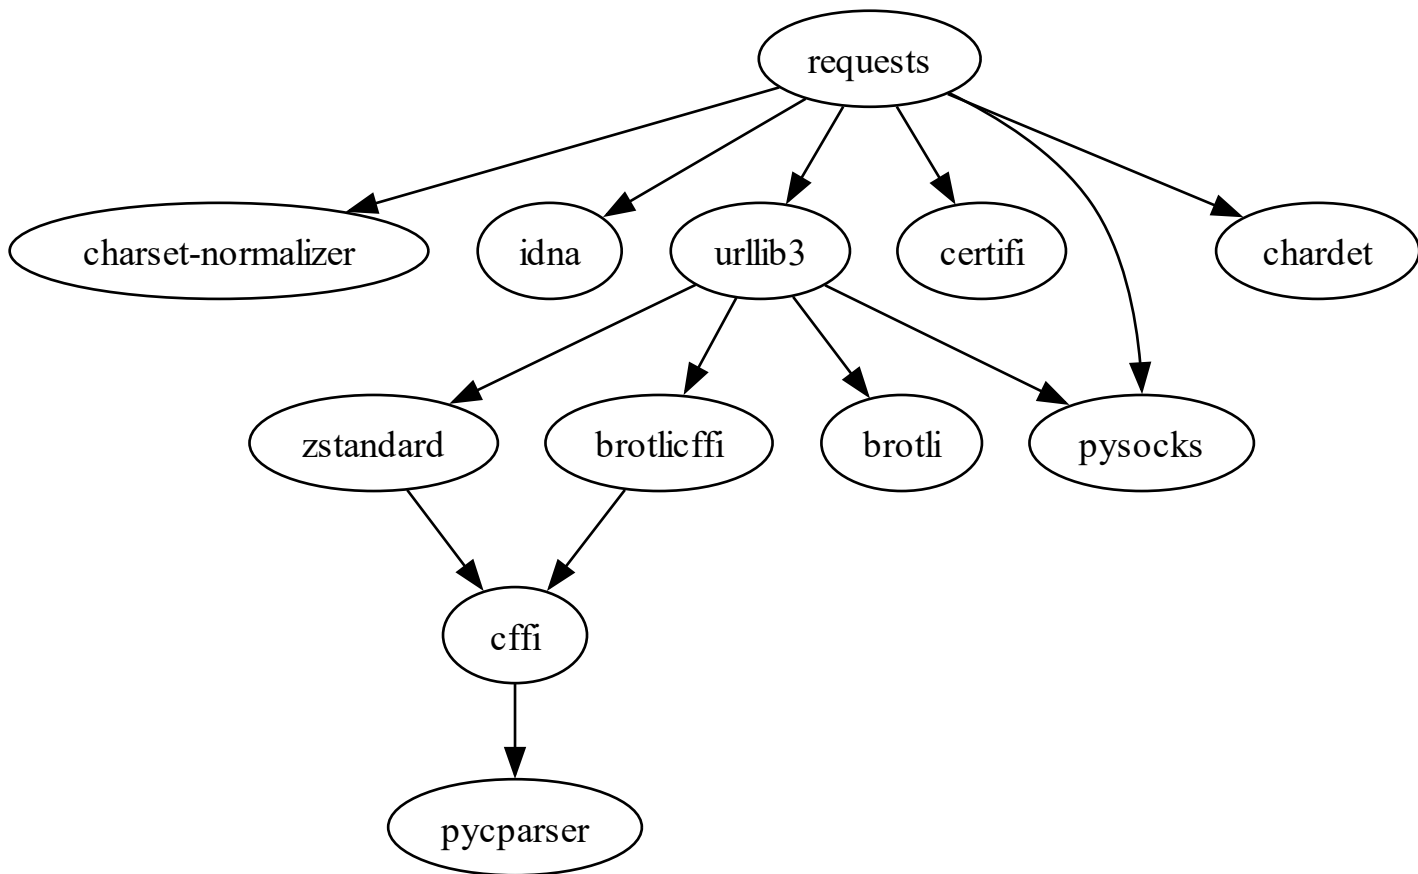 requests
charset-normalizer
idna
urllib3
certifi
chardet
zstandard
brotlicffi
brotli
pysocks
cffi
pycparser